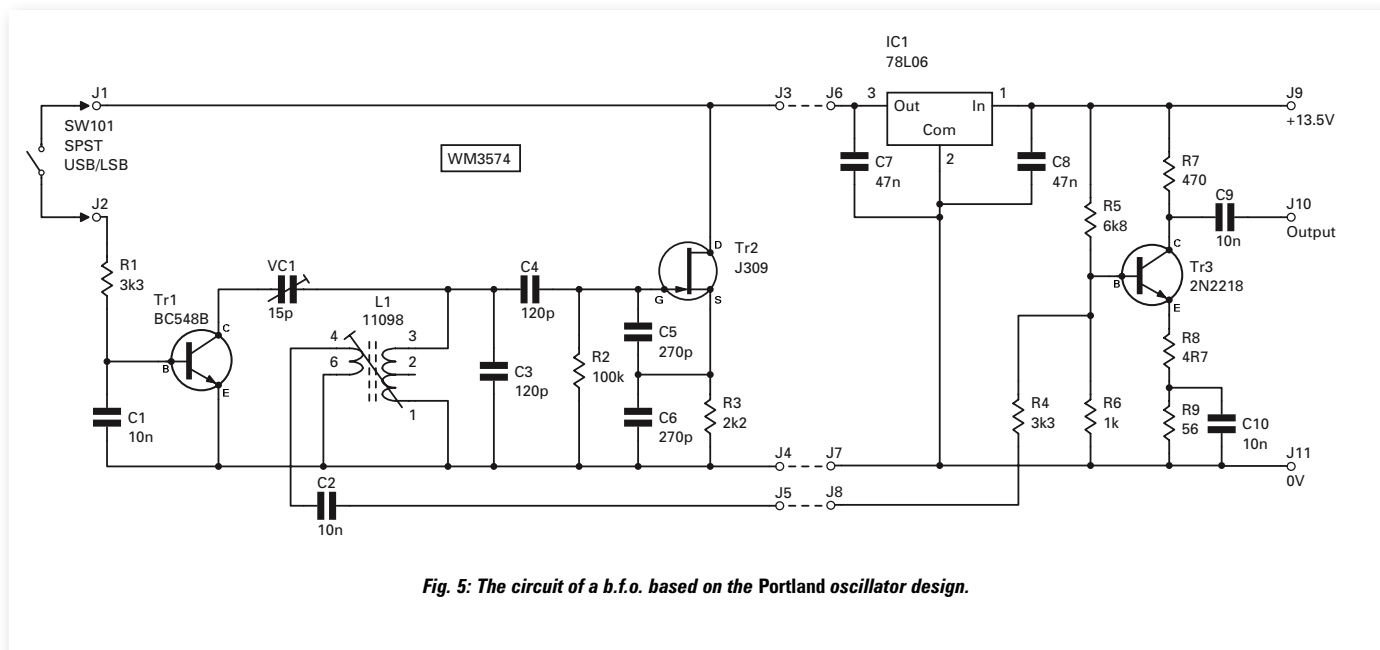 IC1
78L06
J1
J3
J6
3
Out
In
1
J9
+13.5V
Com
2
SW101
SPST
USB/LSB
WM3574
C7
47n
C8
47n
R7
470
J2
R5
6k8
C9
10n
J10
Output
R1
3k3
VC1
15p
C4
120p
D
Tr2
J309
G
S
C
Tr3
2N2218
B
E
Tr1
BC548B
C
B
E
L1
11098
4
6
3
2
1
C5
270p
R2
100k
C3
120p
R8
4R7
C1
10n
C6
270p
R3
2k2
R4
3k3
R6
1k
R9
56
C10
10n
J4
J7
J11
0V
C2
10n
J5
J8
Fig. 5: The circuit of a b.f.o. based on the Portland oscillator design.